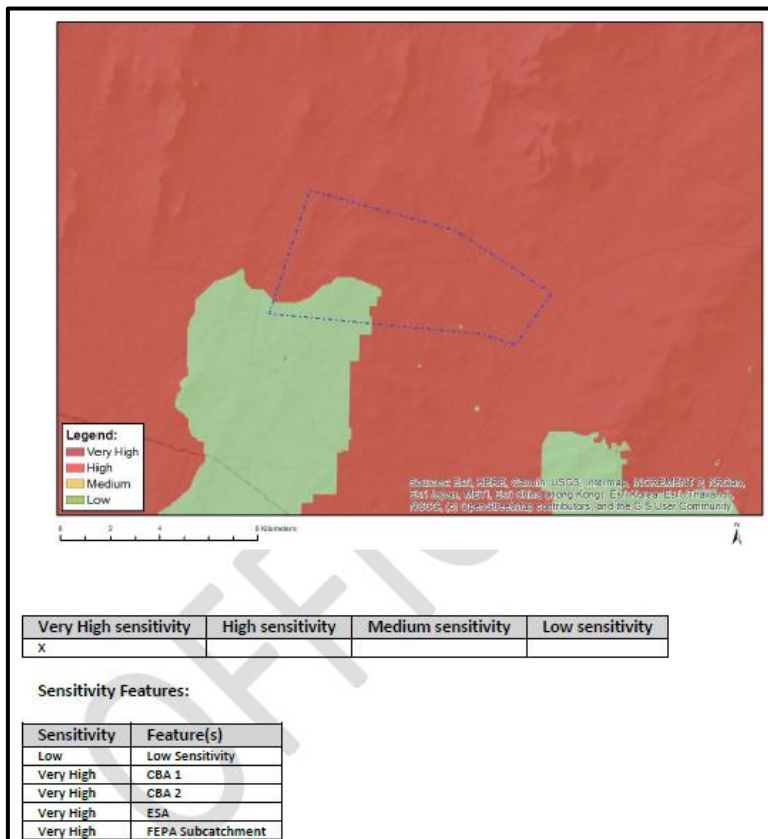 Legend:
Very High
High
Medium
Low
Sources: Esri, HERE, Garmin, USGS, Intermap, INCREMENT P, NRCan,
Esri Japan, METI, Esri China (Hong Kong), Esri Korea, Esri (Thailand),
NGCC, (c) OpenStreetMap contributors, and the GIS User Community
0 2 4 8 Kilometers
N
Very High sensitivity High sensitivity Medium sensitivity Low sensitivity
X
Sensitivity Features:
Sensitivity Feature(s)
Low Low Sensitivity
Very High CBA 1
Very High CBA 2
Very High ESA
Very High FEPA Subcatchment
OFFIC